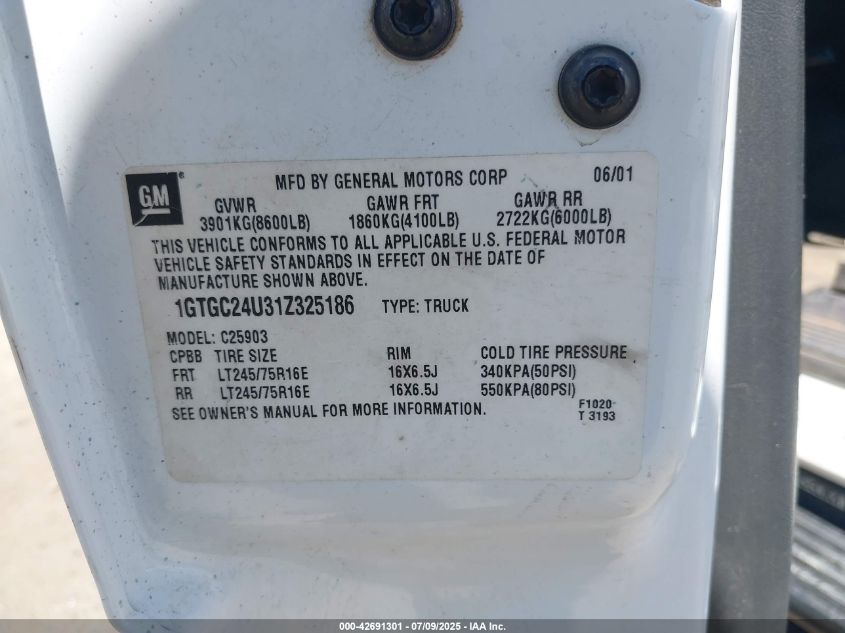 GM®
MFD BY GENERAL MOTORS CORP 06/01
GVWR GAWR FRT GAWR RR
3901KG(8600LB) 1860KG(4100LB) 2722KG(6000LB)
THIS VEHICLE CONFORMS TO ALL APPLICABLE U.S. FEDERAL MOTOR
VEHICLE SAFETY STANDARDS IN EFFECT ON THE DATE OF
MANUFACTURE SHOWN ABOVE.
1GTGC24U31Z325186 TYPE: TRUCK
MODEL: C25903
CPBB TIRE SIZE RIM COLD TIRE PRESSURE
FRT LT245/75R16E 16X6.5J 340KPA(50PSI)
RR LT245/75R16E 16X6.5J 550KPA(80PSI)
SEE OWNER'S MANUAL FOR MORE INFORMATION. F1020
T 3193
000-42691301 - 07/09/2025 - IAA Inc.